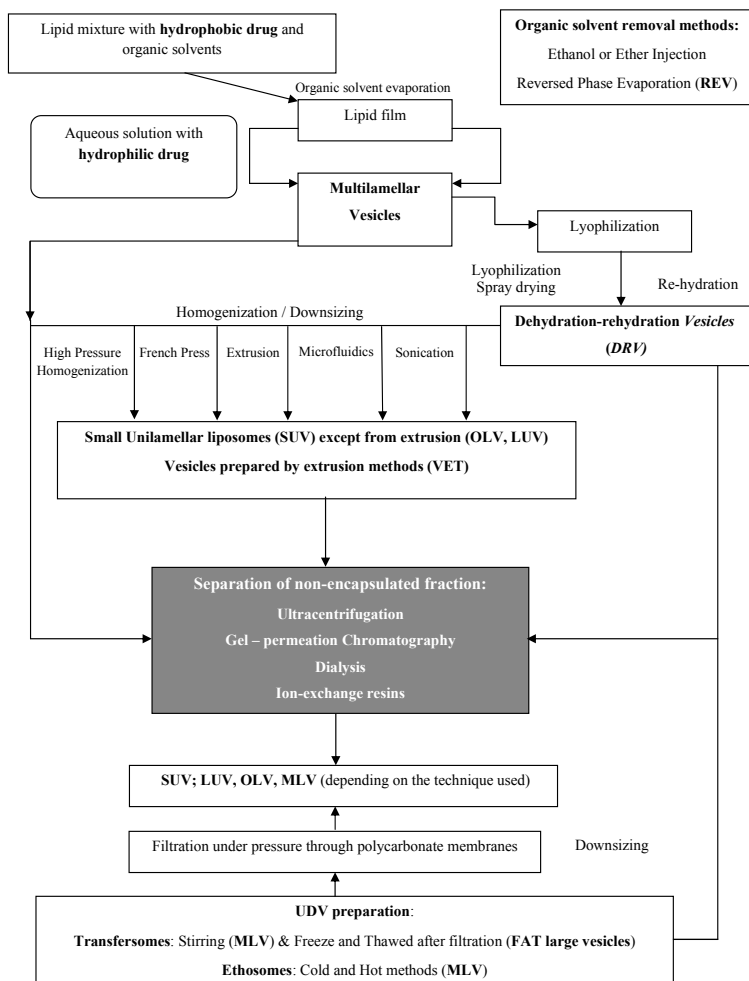 Lipid mixture with hydrophobic drug and
organic solvents
Organic solvent removal methods:
Ethanol or Ether Injection
Reversed Phase Evaporation (REV)
Organic solvent evaporation
Lipid film
Aqueous solution with
hydrophilic drug
Multilamellar
Vesicles
Lyophilization
Lyophilization
Spray drying
Re-hydration
Homogenization / Downsizing
Dehydration-rehydration Vesicles
(DRV)
High Pressure
Homogenization
French Press
Extrusion
Microfluidics
Sonication
Small Unilamellar liposomes (SUV) except from extrusion (OLV, LUV)
Vesicles prepared by extrusion methods (VET)
Separation of non-encapsulated fraction:
Ultracentrifugation
Gel – permeation Chromatography
Dialysis
Ion-exchange resins
SUV; LUV, OLV, MLV (depending on the technique used)
Filtration under pressure through polycarbonate membranes
Downsizing
UDV preparation:
Transfersomes: Stirring (MLV) & Freeze and Thawed after filtration (FAT large vesicles)
Ethosomes: Cold and Hot methods (MLV)